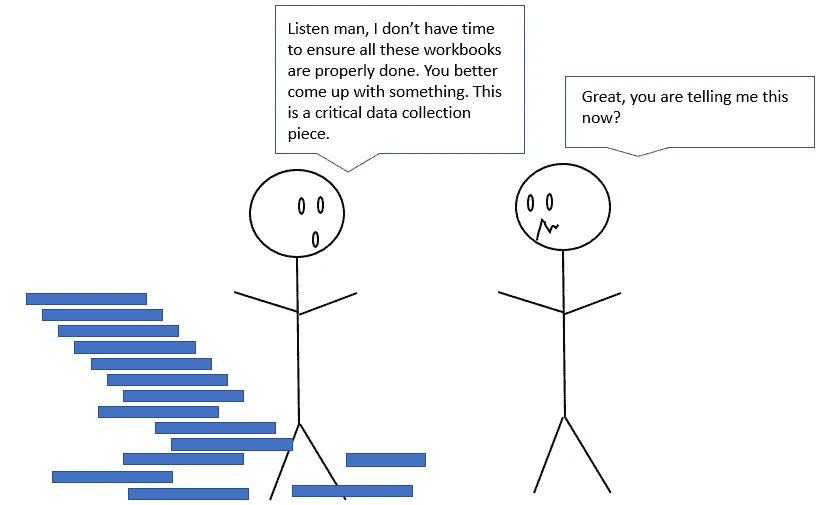 Listen man, I don’t have time
to ensure all these workbooks
are properly done. You better
come up with something. This
is a critical data collection
piece.
Great, you are telling me this
now?